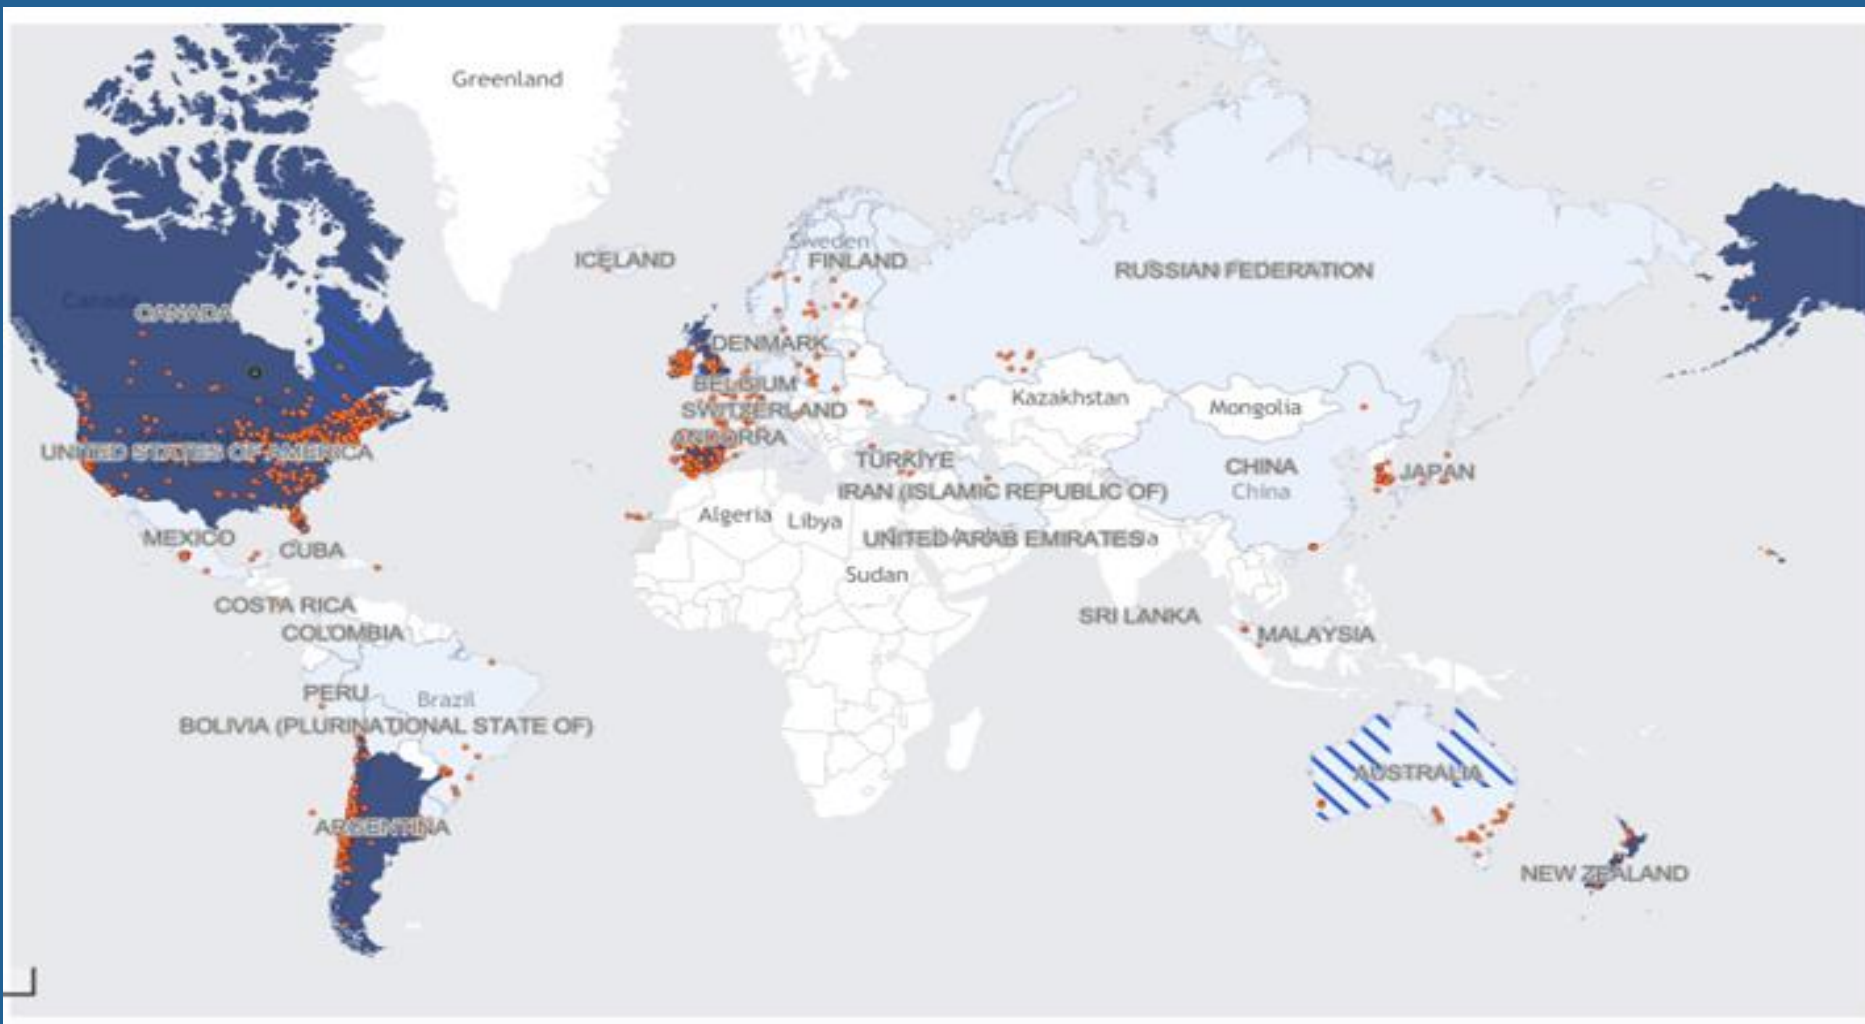 Greenland
Sweden
ICELAND
FINLAND
RUSSIAN FEDERATION
Canada
CANADA
DENMARK
BELGIUM
Kazakhstan
Mongolia
SWITZERLAND
ANDORRA
UNITED STATES OF AMERICA
TÜRKİYE
CHINA
JAPAN
China
IRAN (ISLAMIC REPUBLIC OF)
Algeria
Libya
MEXICO
CUBA
UNITED ARAB EMIRATES
Sudan
COSTA RICA
SRI LANKA
COLOMBIA
MALAYSIA
PERU
Brazil
BOLIVIA (PLURINATIONAL STATE OF)
AUSTRALIA
ARGENTINA
NEW ZEALAND